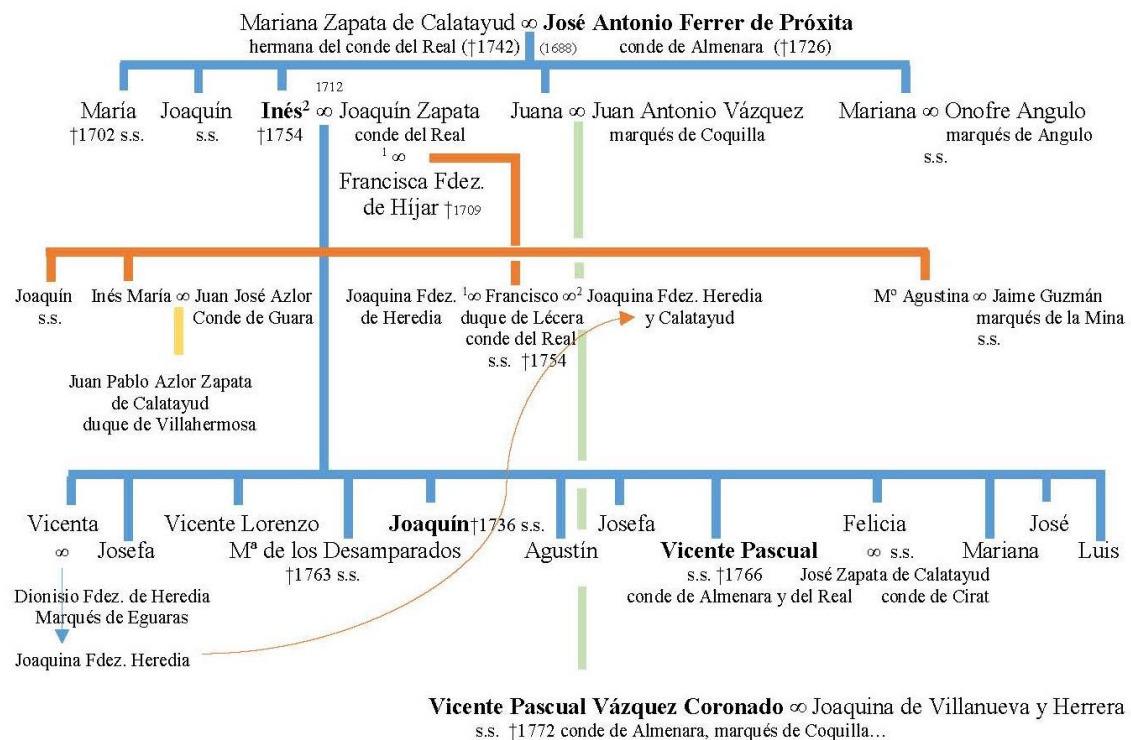 Mariana Zapata de Calatayud ∞ José Antonio Ferrer de Próxita
hermana del conde del Real (†1742) (1688) conde de Almenara (†1726)
1712
María Joaquín Inés² ∞ Joaquín Zapata Juana ∞ Juan Antonio Vázquez Mariana ∞ Onofre Angulo
†1702 s.s. s.s. †1754 conde del Real marqués de Coquilla marqués de Angulo
¹ ∞ s.s.
Francisca Fdez.
de Híjar †1709
Joaquín Inés María ∞ Juan José Azlor Joaquina Fdez. ¹∞ Francisco ∞² Joaquina Fdez. Heredia Mº Agustina ∞ Jaime Guzmán
s.s. Conde de Guara de Heredia duque de Lécera y Calatayud marqués de la Mina
conde del Real s.s.
s.s. †1754
Juan Pablo Azlor Zapata
de Calatayud
duque de Villahermosa
Vicenta Vicente Lorenzo Joaquín†1736 s.s. Josefa Felicia José
∞ Josefa Mª de los Desamparados Agustín Vicente Pascual ∞ s.s. Mariana Luis
†1763 s.s. s.s. †1766 José Zapata de Calatayud
Dionisio Fdez. de Heredia conde de Almenara y del Real conde de Cirat
Marqués de Eguaras
Joaquina Fdez. Heredia
Vicente Pascual Vázquez Coronado ∞ Joaquina de Villanueva y Herrera
s.s. †1772 conde de Almenara, marqués de Coquilla…